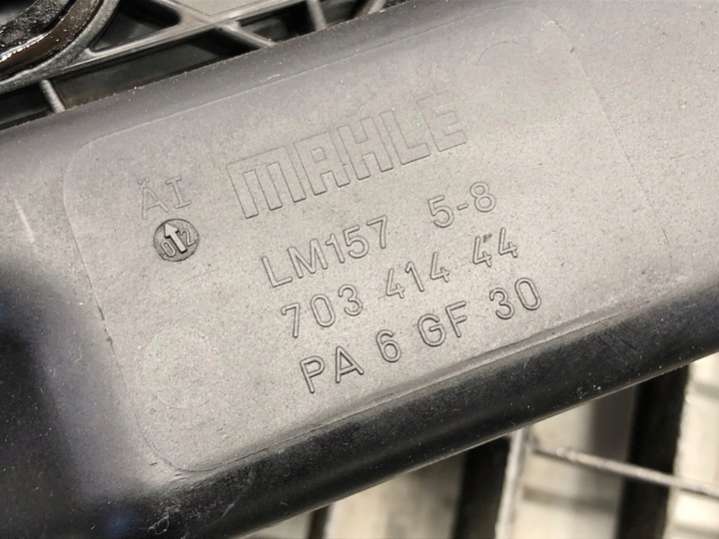 MAHLE
ÄI
LM157 5-8
703 414 44
PA 6 GF 30